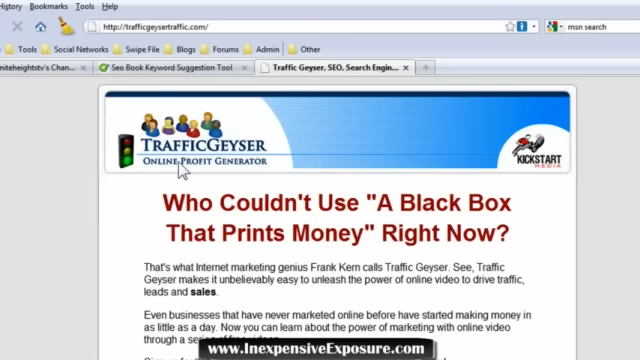 History Bookmarks Tools Help
http://trafficgeysertraffic.com/
msn search
Tools Social Networks Swipe File Blogs Forums Admin Other
niteheightstv's Chan...
Seo Book Keyword Suggestion Tool
Traffic Geyser, SEO, Search Engin...
TRAFFICGEYSER
ONLINE PROFIT GENERATOR
KICKSTART
MEDIA
Who Couldn't Use "A Black Box
That Prints Money" Right Now?
That's what Internet marketing genius Frank Kern calls Traffic Geyser. See, Traffic
Geyser makes it unbelievably easy to unleash the power of online video to drive traffic,
leads and sales.
Even businesses that have never marketed online before have started making money in
as little as a day. Now you can learn about the power of marketing with online video
through a series of free videos.
www.InexpensiveExposure.com